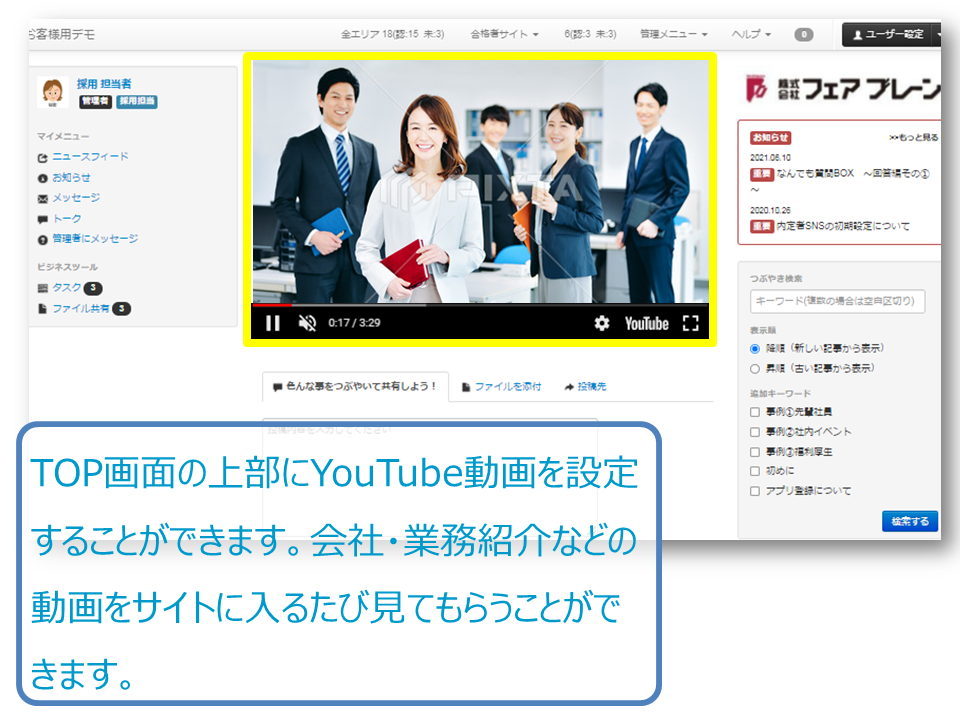 お客様用デモ
全エリア 18(認:15 未:3)
合格者サイト
6(認:3 未:3)
管理メニュー
ヘルプ
0
ユーザー設定
採用 担当者
管理者 採用担当
マイメニュー
ニュースフィード
お知らせ
メッセージ
トーク
管理者にメッセージ
ビジネスツール
タスク 3
ファイル共有 3
PIXTA
0:17 / 3:29
YouTube
色んな事をつぶやいて共有しよう！
ファイルを添付
投稿先
投稿内容を入力してください
株式会社フェア プレーン
お知らせ
>>もっと見る
2021.06.10
重要 なんでも質問BOX ～回答編その①
～
2020.10.26
重要 内定者SNSの初期設定について
つぶやき検索
キーワード(複数の場合は空白区切り)
表示順
降順（新しい記事から表示）
昇順（古い記事から表示）
追加キーワード
事例①先輩社員
事例②社内イベント
事例③福利厚生
初めに
アプリ登録について
検索する
TOP画面の上部にYouTube動画を設定
することができます。会社・業務紹介などの
動画をサイトに入るたび見てもらうことがで
きます。